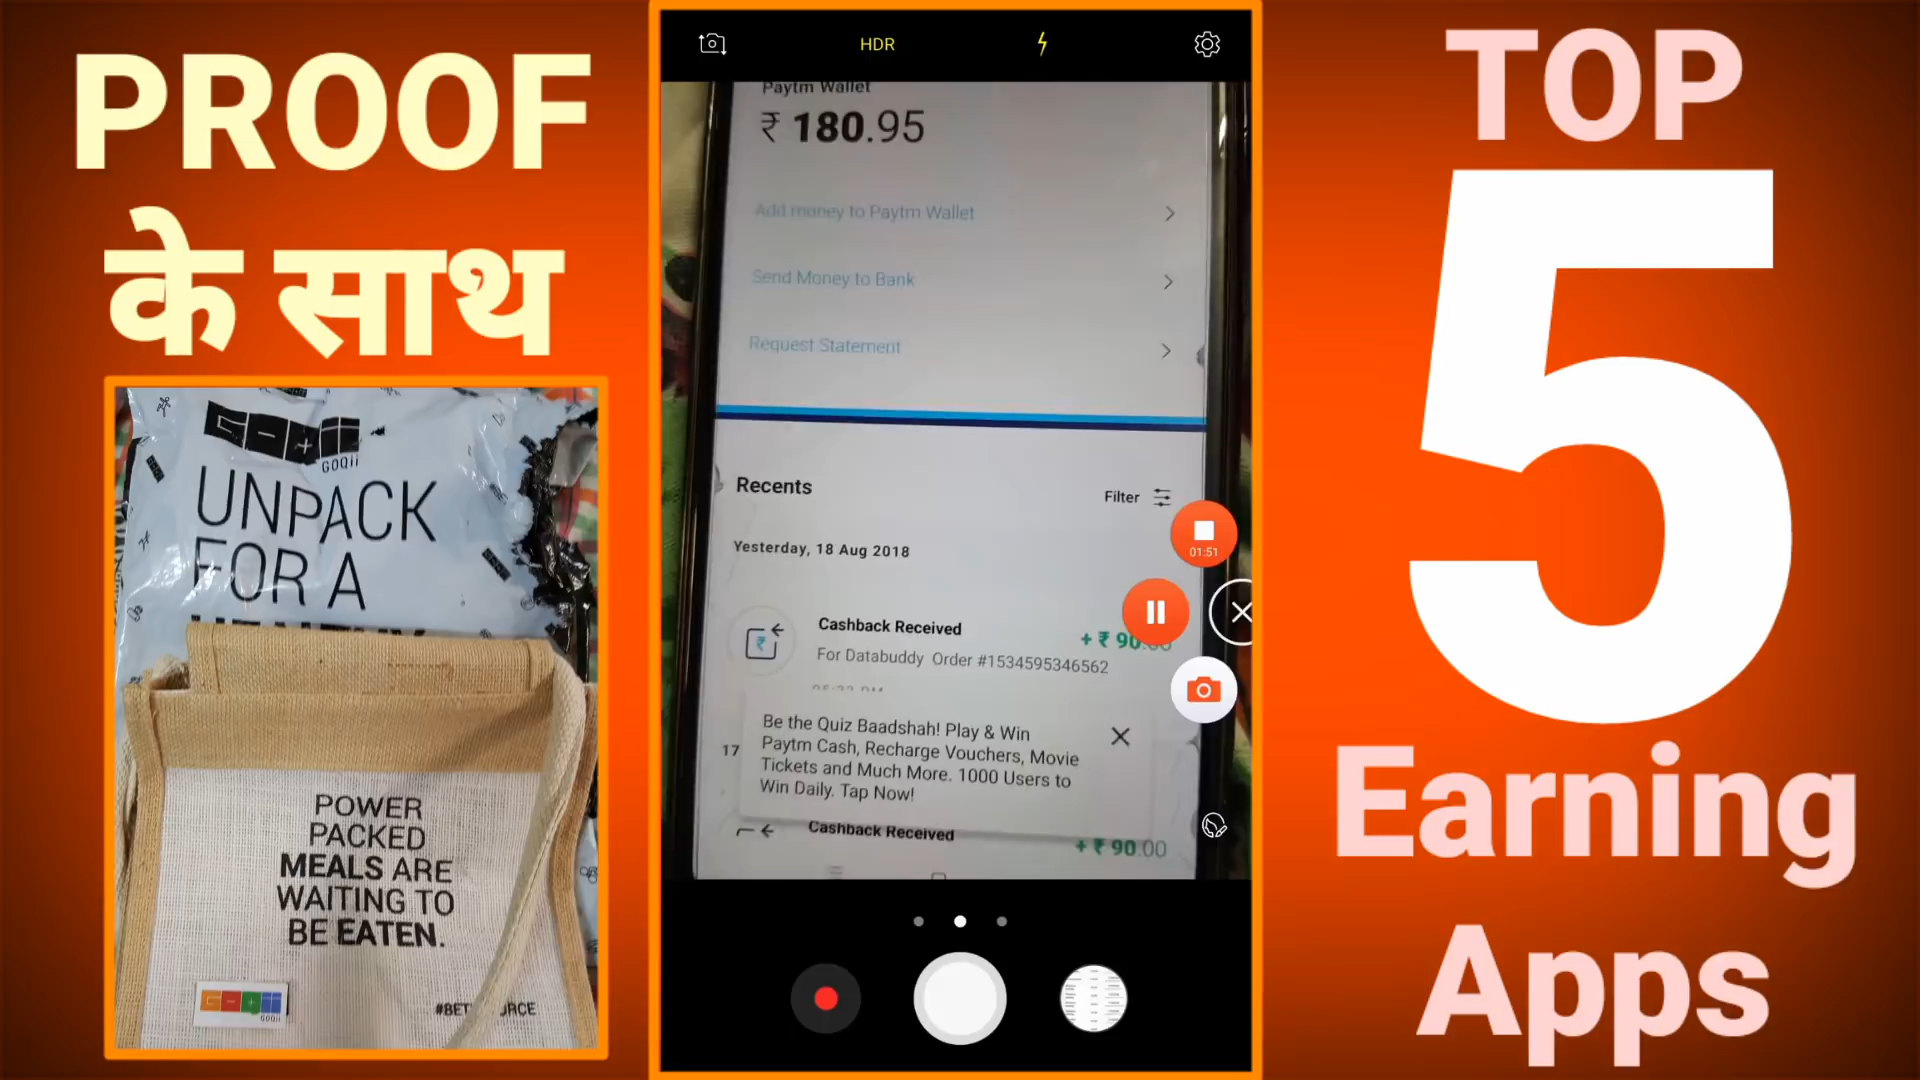 PROOF
के साथ
GOQii
UNPACK
FOR A
POWER
PACKED
MEALS ARE
WAITING TO
BE EATEN.
GOQii
HDR
Paytm Wallet
₹ 180.95
Add money to Paytm Wallet
Send Money to Bank
Request Statement
Recents
Filter
Yesterday, 18 Aug 2018
01:51
Cashback Received
+ ₹ 90.00
For Databuddy Order #1534595346562
17
Be the Quiz Baadshah! Play & Win
Paytm Cash, Recharge Vouchers, Movie
Tickets and Much More. 1000 Users to
Win Daily. Tap Now!
Cashback Received
+ ₹ 90.00
TOP
5
Earning
Apps